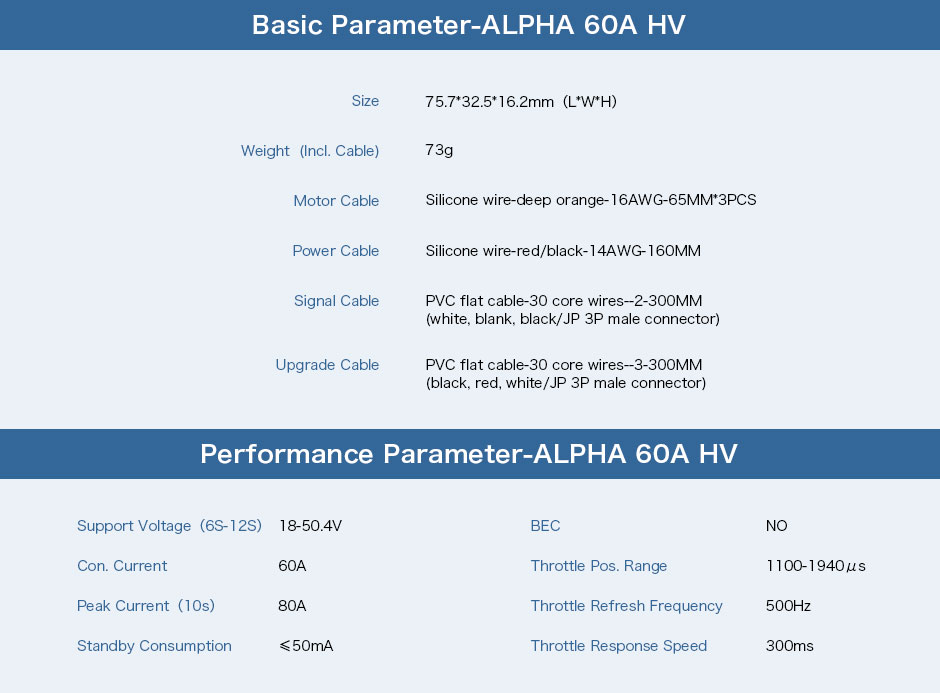 Basic Parameter-ALPHA 60A HV
Size 75.7*32.5*16.2mm (L*W*H)
Weight (Incl. Cable) 73g
Motor Cable Silicone wire-deep orange-16AWG-65MM*3PCS
Power Cable Silicone wire-red/black-14AWG-160MM
Signal Cable PVC flat cable-30 core wires--2-300MM
(white, blank, black/JP 3P male connector)
Upgrade Cable PVC flat cable-30 core wires--3-300MM
(black, red, white/JP 3P male connector)
Performance Parameter-ALPHA 60A HV
Support Voltage (6S-12S) 18-50.4V BEC NO
Con. Current 60A Throttle Pos. Range 1100-1940μs
Peak Current (10s) 80A Throttle Refresh Frequency 500Hz
Standby Consumption ≤50mA Throttle Response Speed 300ms